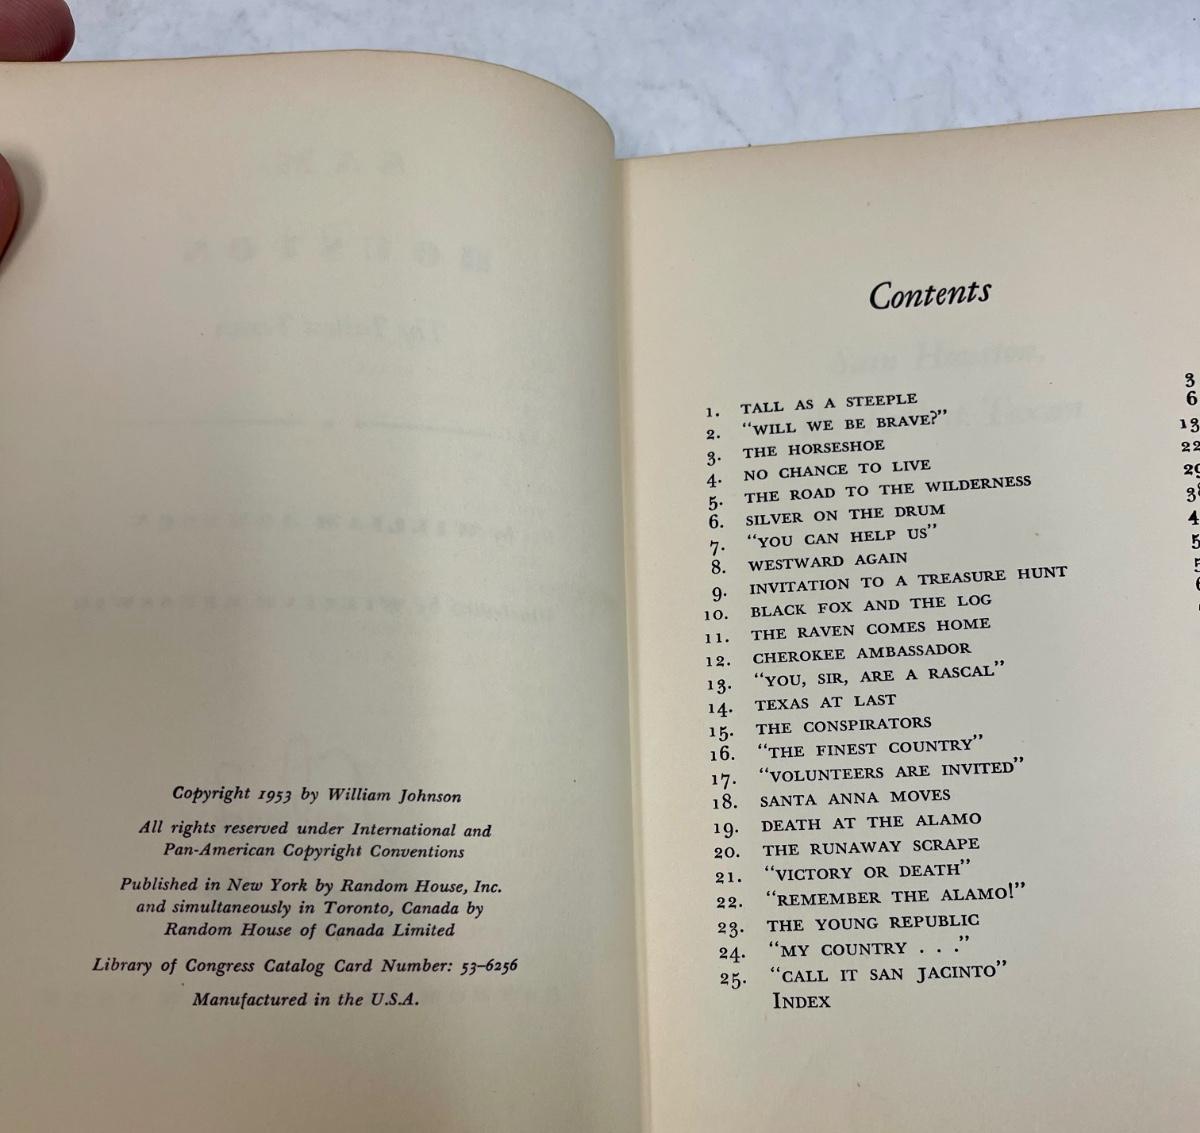 Copyright 1953 by William Johnson
All rights reserved under International and
Pan-American Copyright Conventions
Published in New York by Random House, Inc.
and simultaneously in Toronto, Canada by
Random House of Canada Limited
Library of Congress Catalog Card Number: 53–6256
Manufactured in the U.S.A.
Contents
1. TALL AS A STEEPLE 3
2. “WILL WE BE BRAVE?” 6
3. THE HORSESHOE 13
4. NO CHANCE TO LIVE 22
5. THE ROAD TO THE WILDERNESS 29
6. SILVER ON THE DRUM
7. “YOU CAN HELP US”
8. WESTWARD AGAIN
9. INVITATION TO A TREASURE HUNT
10. BLACK FOX AND THE LOG
11. THE RAVEN COMES HOME
12. CHEROKEE AMBASSADOR
13. “YOU, SIR, ARE A RASCAL”
14. TEXAS AT LAST
15. THE CONSPIRATORS
16. “THE FINEST COUNTRY”
17. “VOLUNTEERS ARE INVITED”
18. SANTA ANNA MOVES
19. DEATH AT THE ALAMO
20. THE RUNAWAY SCRAPE
21. “VICTORY OR DEATH”
22. “REMEMBER THE ALAMO!”
23. THE YOUNG REPUBLIC
24. “MY COUNTRY . . .”
25. “CALL IT SAN JACINTO”
INDEX